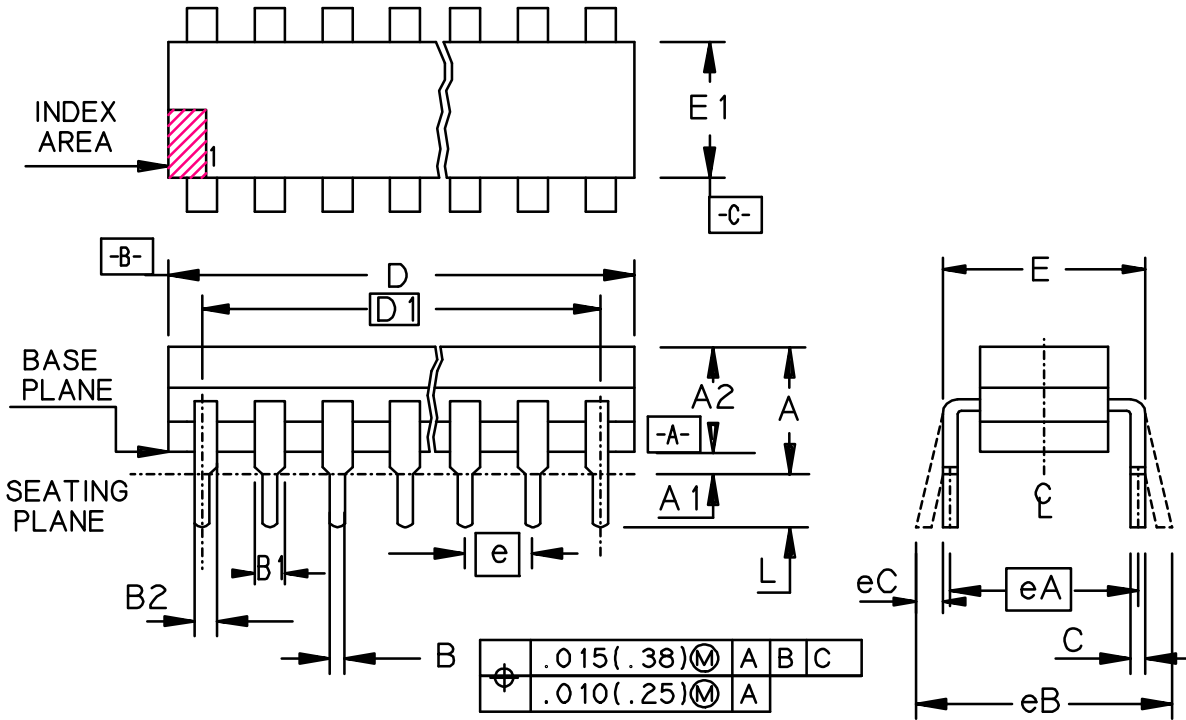 INDEX
AREA
1
E1
-C-
-B-
D
D1
E
BASE
PLANE
A2
A
-A-
SEATING
PLANE
A1
C
L
e
B1
L
eC
eA
B2
C
B
.015(.38)Ⓜ A B C
.010(.25)Ⓜ A
eB